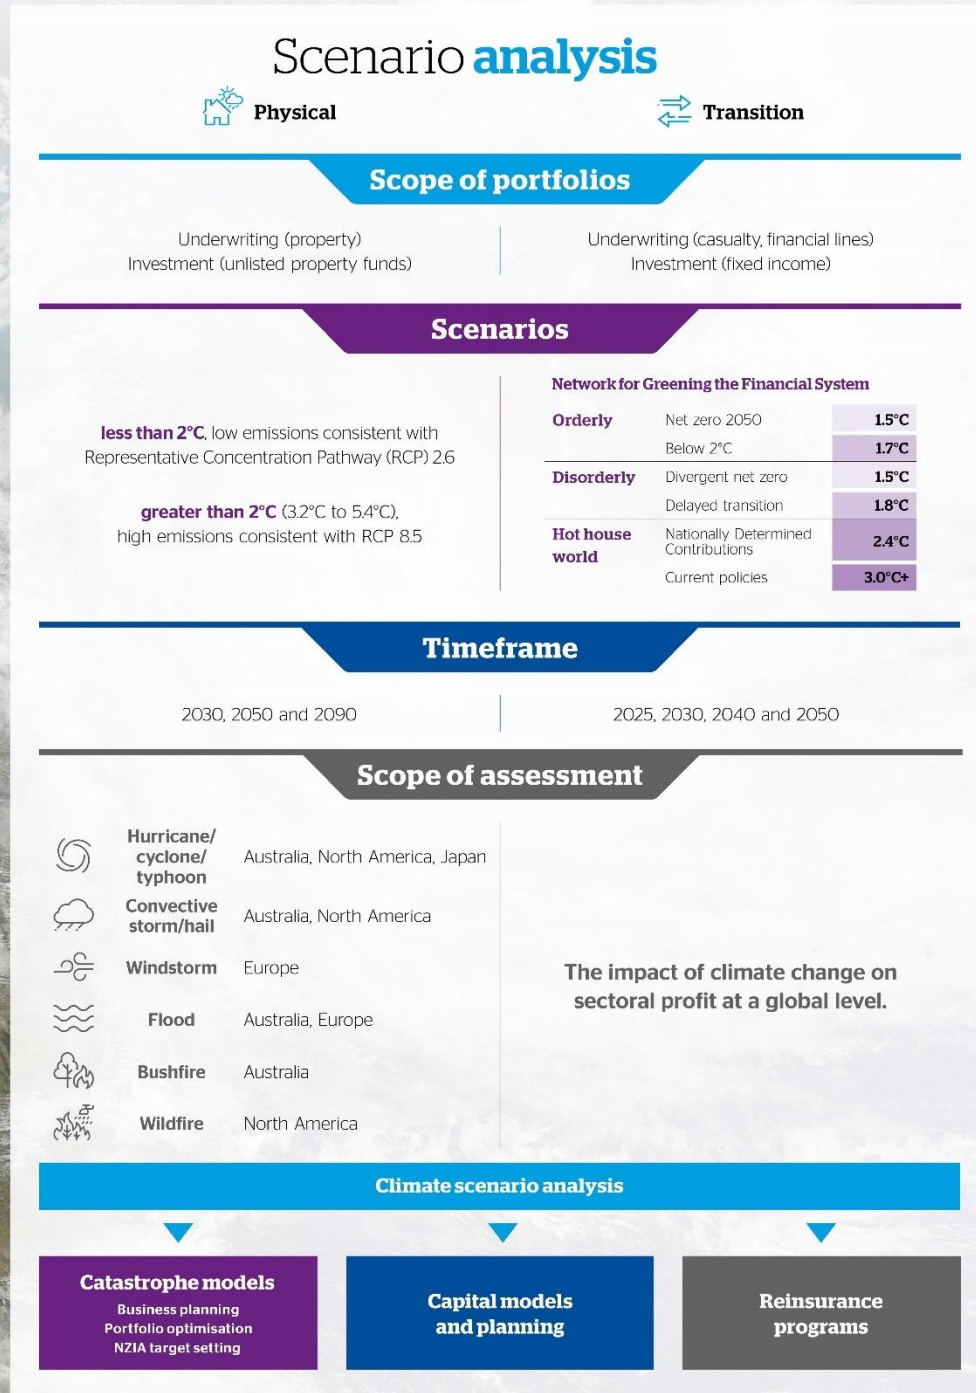 Scenario analysis
Physical
Transition
Scope of portfolios
Underwriting (property)
Investment (unlisted property funds)
Underwriting (casualty, financial lines)
Investment (fixed income)
Scenarios
less than 2°C, low emissions consistent with
Representative Concentration Pathway (RCP) 2.6
greater than 2°C (3.2°C to 5.4°C),
high emissions consistent with RCP 8.5
Network for Greening the Financial System
Orderly Net zero 2050 1.5°C
Below 2°C 1.7°C
Disorderly Divergent net zero 1.5°C
Delayed transition 1.8°C
Hot house
world
Nationally Determined
Contributions
2.4°C
Current policies 3.0°C+
Timeframe
2030, 2050 and 2090
2025, 2030, 2040 and 2050
Scope of assessment
Hurricane/
cyclone/
typhoon
Australia, North America, Japan
Convective
storm/hail
Australia, North America
Windstorm Europe
Flood Australia, Europe
Bushfire Australia
Wildfire North America
The impact of climate change on
sectoral profit at a global level.
Climate scenario analysis
Catastrophe models
Business planning
Portfolio optimisation
NZIA target setting
Capital models
and planning
Reinsurance
programs